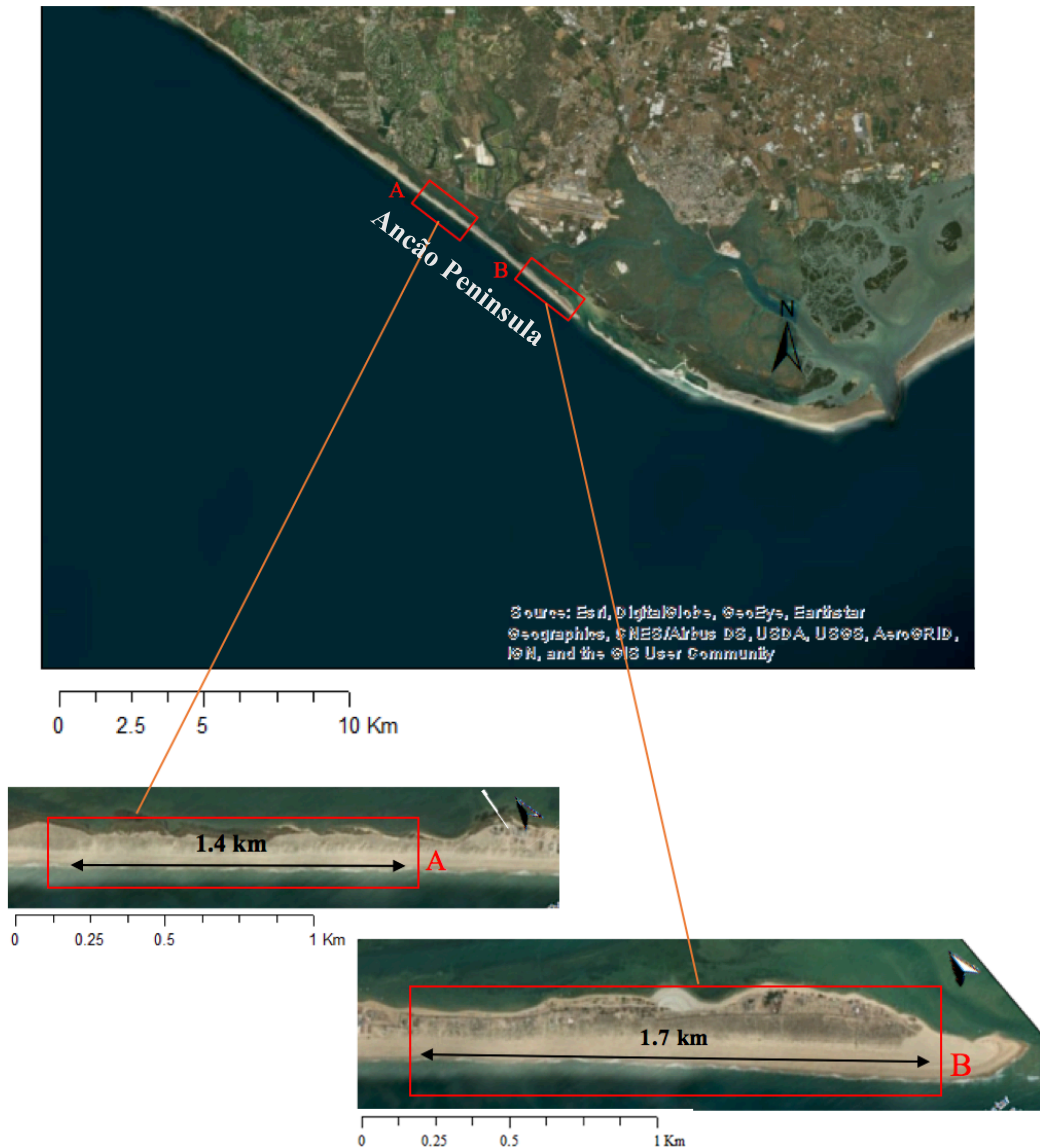 A
Ancão Peninsula
B
N
Source: Esri, DigitalGlobe, GeoEye, Earthstar
Geographics, CNES/Airbus DS, USDA, USGS, AeroGRID,
IGN, and the GIS User Community
0 2.5 5 10 Km
1.4 km
A
0 0.25 0.5 1 Km
1.7 km
B
0 0.25 0.5 1 Km